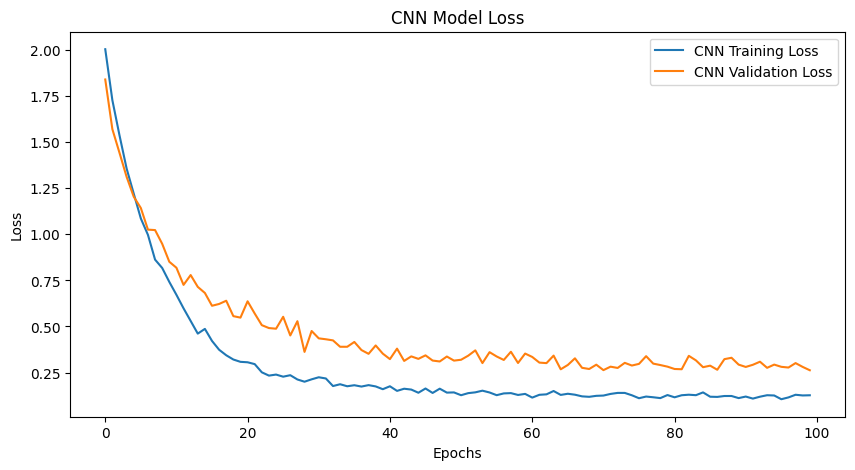 CNN Model Loss
CNN Training Loss
CNN Validation Loss
Loss
2.00
1.75
1.50
1.25
1.00
0.75
0.50
0.25
0 20 40 60 80 100
Epochs